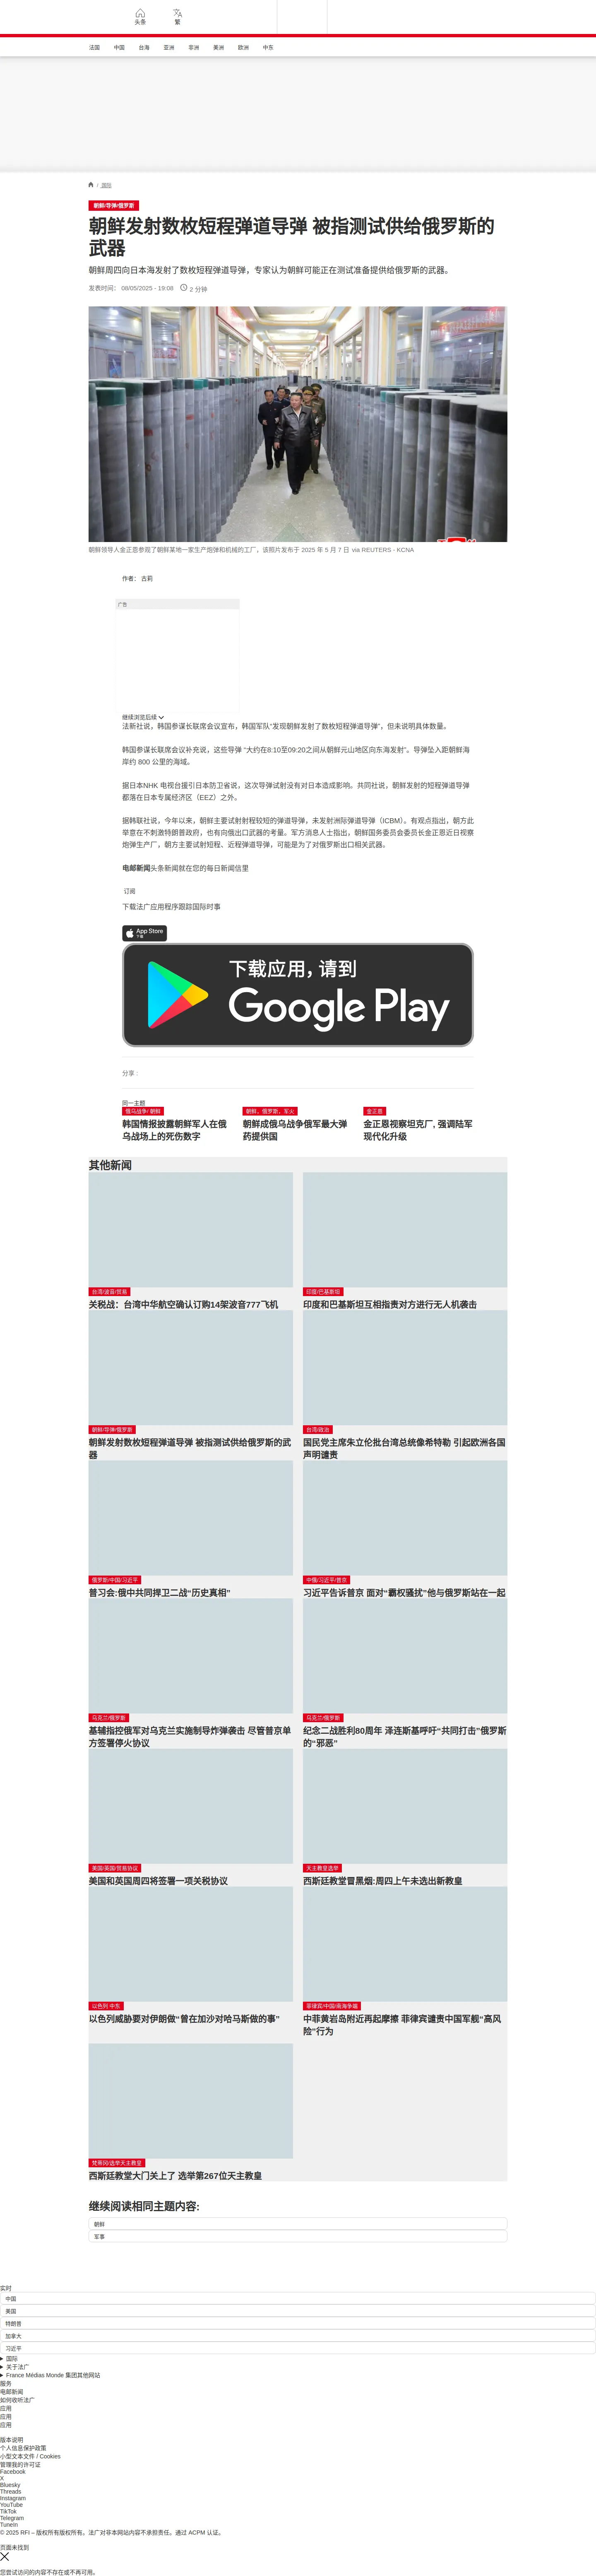 头条
繁
法国
中国
台海
亚洲
非洲
美洲
欧洲
中东
/ 国际
朝鲜/导弹/俄罗斯
朝鲜发射数枚短程弹道导弹 被指测试供给俄罗斯的
武器
朝鲜周四向日本海发射了数枚短程弹道导弹，专家认为朝鲜可能正在测试准备提供给俄罗斯的武器。
发表时间： 08/05/2025 - 19:08
2 分钟
朝鲜领导人金正恩参观了朝鲜某地一家生产炮弹和机械的工厂，该照片发布于 2025 年 5 月 7 日 via REUTERS - KCNA
作者： 古莉
广告
继续浏览后续
法新社说，韩国参谋长联席会议宣布，韩国军队“发现朝鲜发射了数枚短程弹道导弹”，但未说明具体数量。
韩国参谋长联席会议补充说，这些导弹 “大约在8:10至09:20之间从朝鲜元山地区向东海发射”。导弹坠入距朝鲜海
岸约 800 公里的海域。
据日本NHK 电视台援引日本防卫省说，这次导弹试射没有对日本造成影响。共同社说，朝鲜发射的短程弹道导弹
都落在日本专属经济区（EEZ）之外。
据韩联社说，今年以来，朝鲜主要试射射程较短的弹道导弹，未发射洲际弹道导弹（ICBM）。有观点指出，朝方此
举意在不刺激特朗普政府，也有向俄出口武器的考量。军方消息人士指出，朝鲜国务委员会委员长金正恩近日视察
炮弹生产厂，朝方主要试射短程、近程弹道导弹，可能是为了对俄罗斯出口相关武器。
电邮新闻头条新闻就在您的每日新闻信里
订阅
下载法广应用程序跟踪国际时事
App Store
下载
下载应用，请到
Google Play
分享 :
同一主题
俄乌战争/ 朝鲜
韩国情报披露朝鲜军人在俄
乌战场上的死伤数字
朝鲜，俄罗斯，军火
朝鲜成俄乌战争俄军最大弹
药提供国
金正恩
金正恩视察坦克厂, 强调陆军
现代化升级
其他新闻
台湾/波音/贸易
关税战：台湾中华航空确认订购14架波音777飞机
印度/巴基斯坦
印度和巴基斯坦互相指责对方进行无人机袭击
朝鲜/导弹/俄罗斯
朝鲜发射数枚短程弹道导弹 被指测试供给俄罗斯的武
器
台湾/政治
国民党主席朱立伦批台湾总统像希特勒 引起欧洲各国
声明谴责
俄罗斯/中国/习近平
普习会:俄中共同捍卫二战“历史真相”
中俄/习近平/普京
习近平告诉普京 面对“霸权骚扰”他与俄罗斯站在一起
乌克兰/俄罗斯
基辅指控俄军对乌克兰实施制导炸弹袭击 尽管普京单
方签署停火协议
乌克兰/俄罗斯
纪念二战胜利80周年 泽连斯基呼吁“共同打击”俄罗斯
的“邪恶”
美国/英国/贸易协议
美国和英国周四将签署一项关税协议
天主教皇选举
西斯廷教堂冒黑烟:周四上午未选出新教皇
以色列 中东
以色列威胁要对伊朗做“曾在加沙对哈马斯做的事”
菲律宾/中国/南海争端
中菲黄岩岛附近再起摩擦 菲律宾谴责中国军舰“高风
险”行为
梵蒂冈/选举天主教皇
西斯廷教堂大门关上了 选举第267位天主教皇
继续阅读相同主题内容:
朝鲜
军事
实时
中国
美国
特朗普
加拿大
习近平
国际
关于法广
France Médias Monde 集团其他网站
服务
电邮新闻
如何收听法广
应用
应用
应用
版本说明
个人信息保护政策
小型文本文件 / Cookies
管理我的许可证
Facebook
X
Bluesky
Threads
Instagram
YouTube
TikTok
Telegram
TuneIn
© 2025 RFI – 版权所有版权所有。法广对非本网站内容不承担责任。通过 ACPM 认证。
页面未找到
您尝试访问的内容不存在或不再可用。